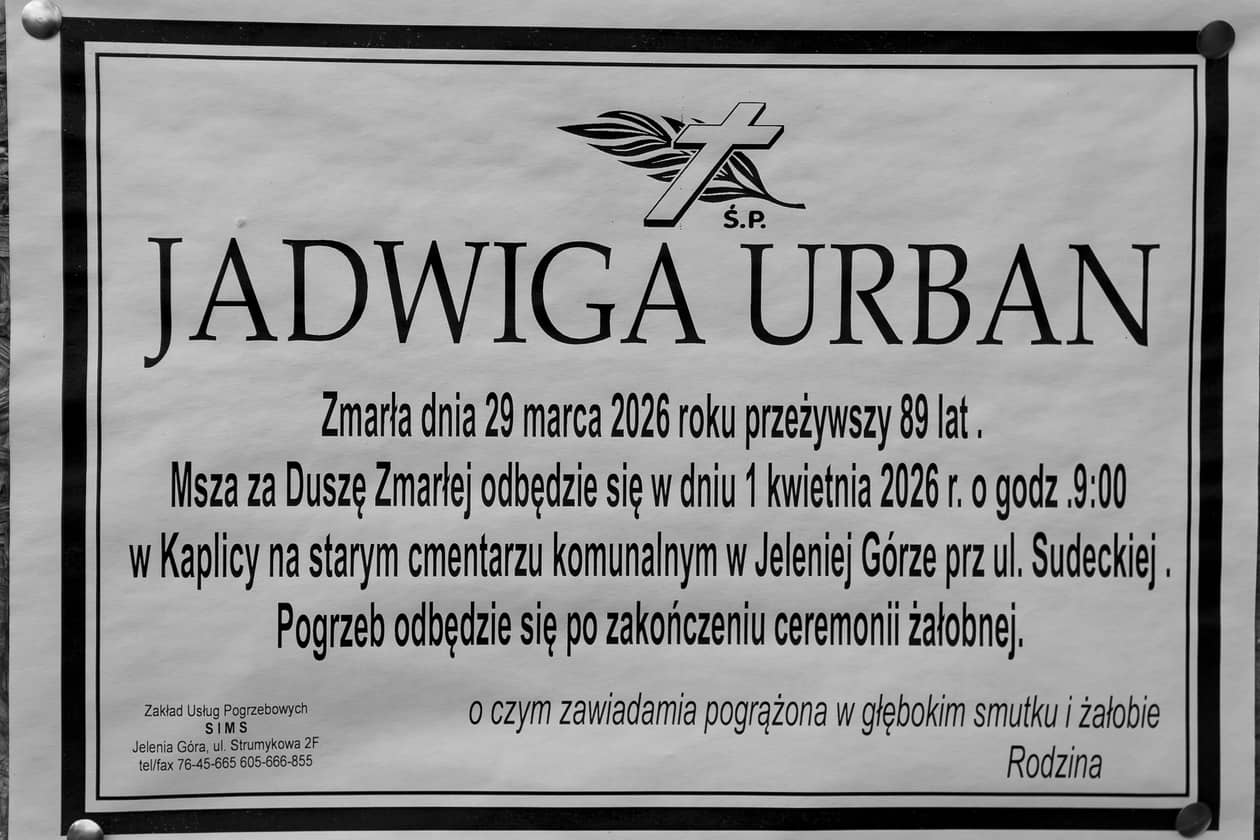 Ś.P.
JADWIGA URBAN
Zmarła dnia 29 marca 2026 roku przeżywszy 89 lat .
Msza za Duszę Zmarłej odbędzie się w dniu 1 kwietnia 2026 r. o godz .9:00
w Kaplicy na starym cmentarzu komunalnym w Jeleniej Górze prz ul. Sudeckiej .
Pogrzeb odbędzie się po zakończeniu ceremonii żałobnej.
o czym zawiadamia pogrążona w głębokim smutku i żałobie
Rodzina
Zakład Usług Pogrzebowych
SIMS
Jelenia Góra, ul. Strumykowa 2F
tel/fax 76-45-665 605-666-855